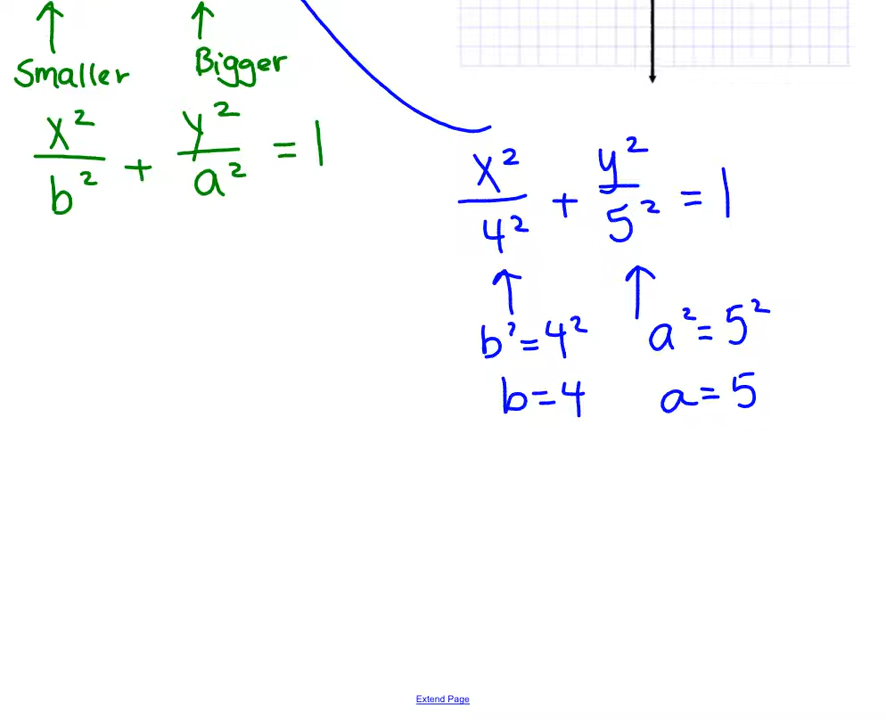 Smaller Bigger
x²/b² + y²/a² = 1
x²/4² + y²/5² = 1
b² = 4² a² = 5²
b = 4 a = 5
Extend Page